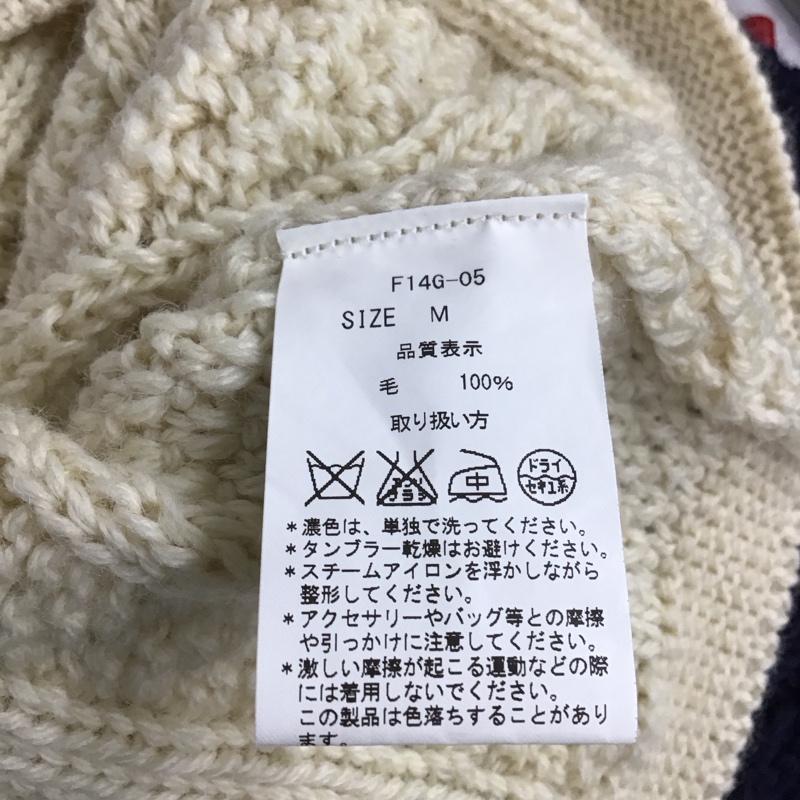 F14G-05
SIZE M
品質表示
毛 100%
取り扱い方
エンソ サラシ
中
ドライ
セキユ系
*濃色は、単独で洗ってください。
*タンブラー乾燥はお避けください。
*スチームアイロンを浮かしながら
整形してください。
*アクセサリーやバッグ等との摩擦
や引っかけに注意してください。
*激しい摩擦が起こる運動などの際
には着用しないでください。
この製品は色落ちすることがあり
ます。